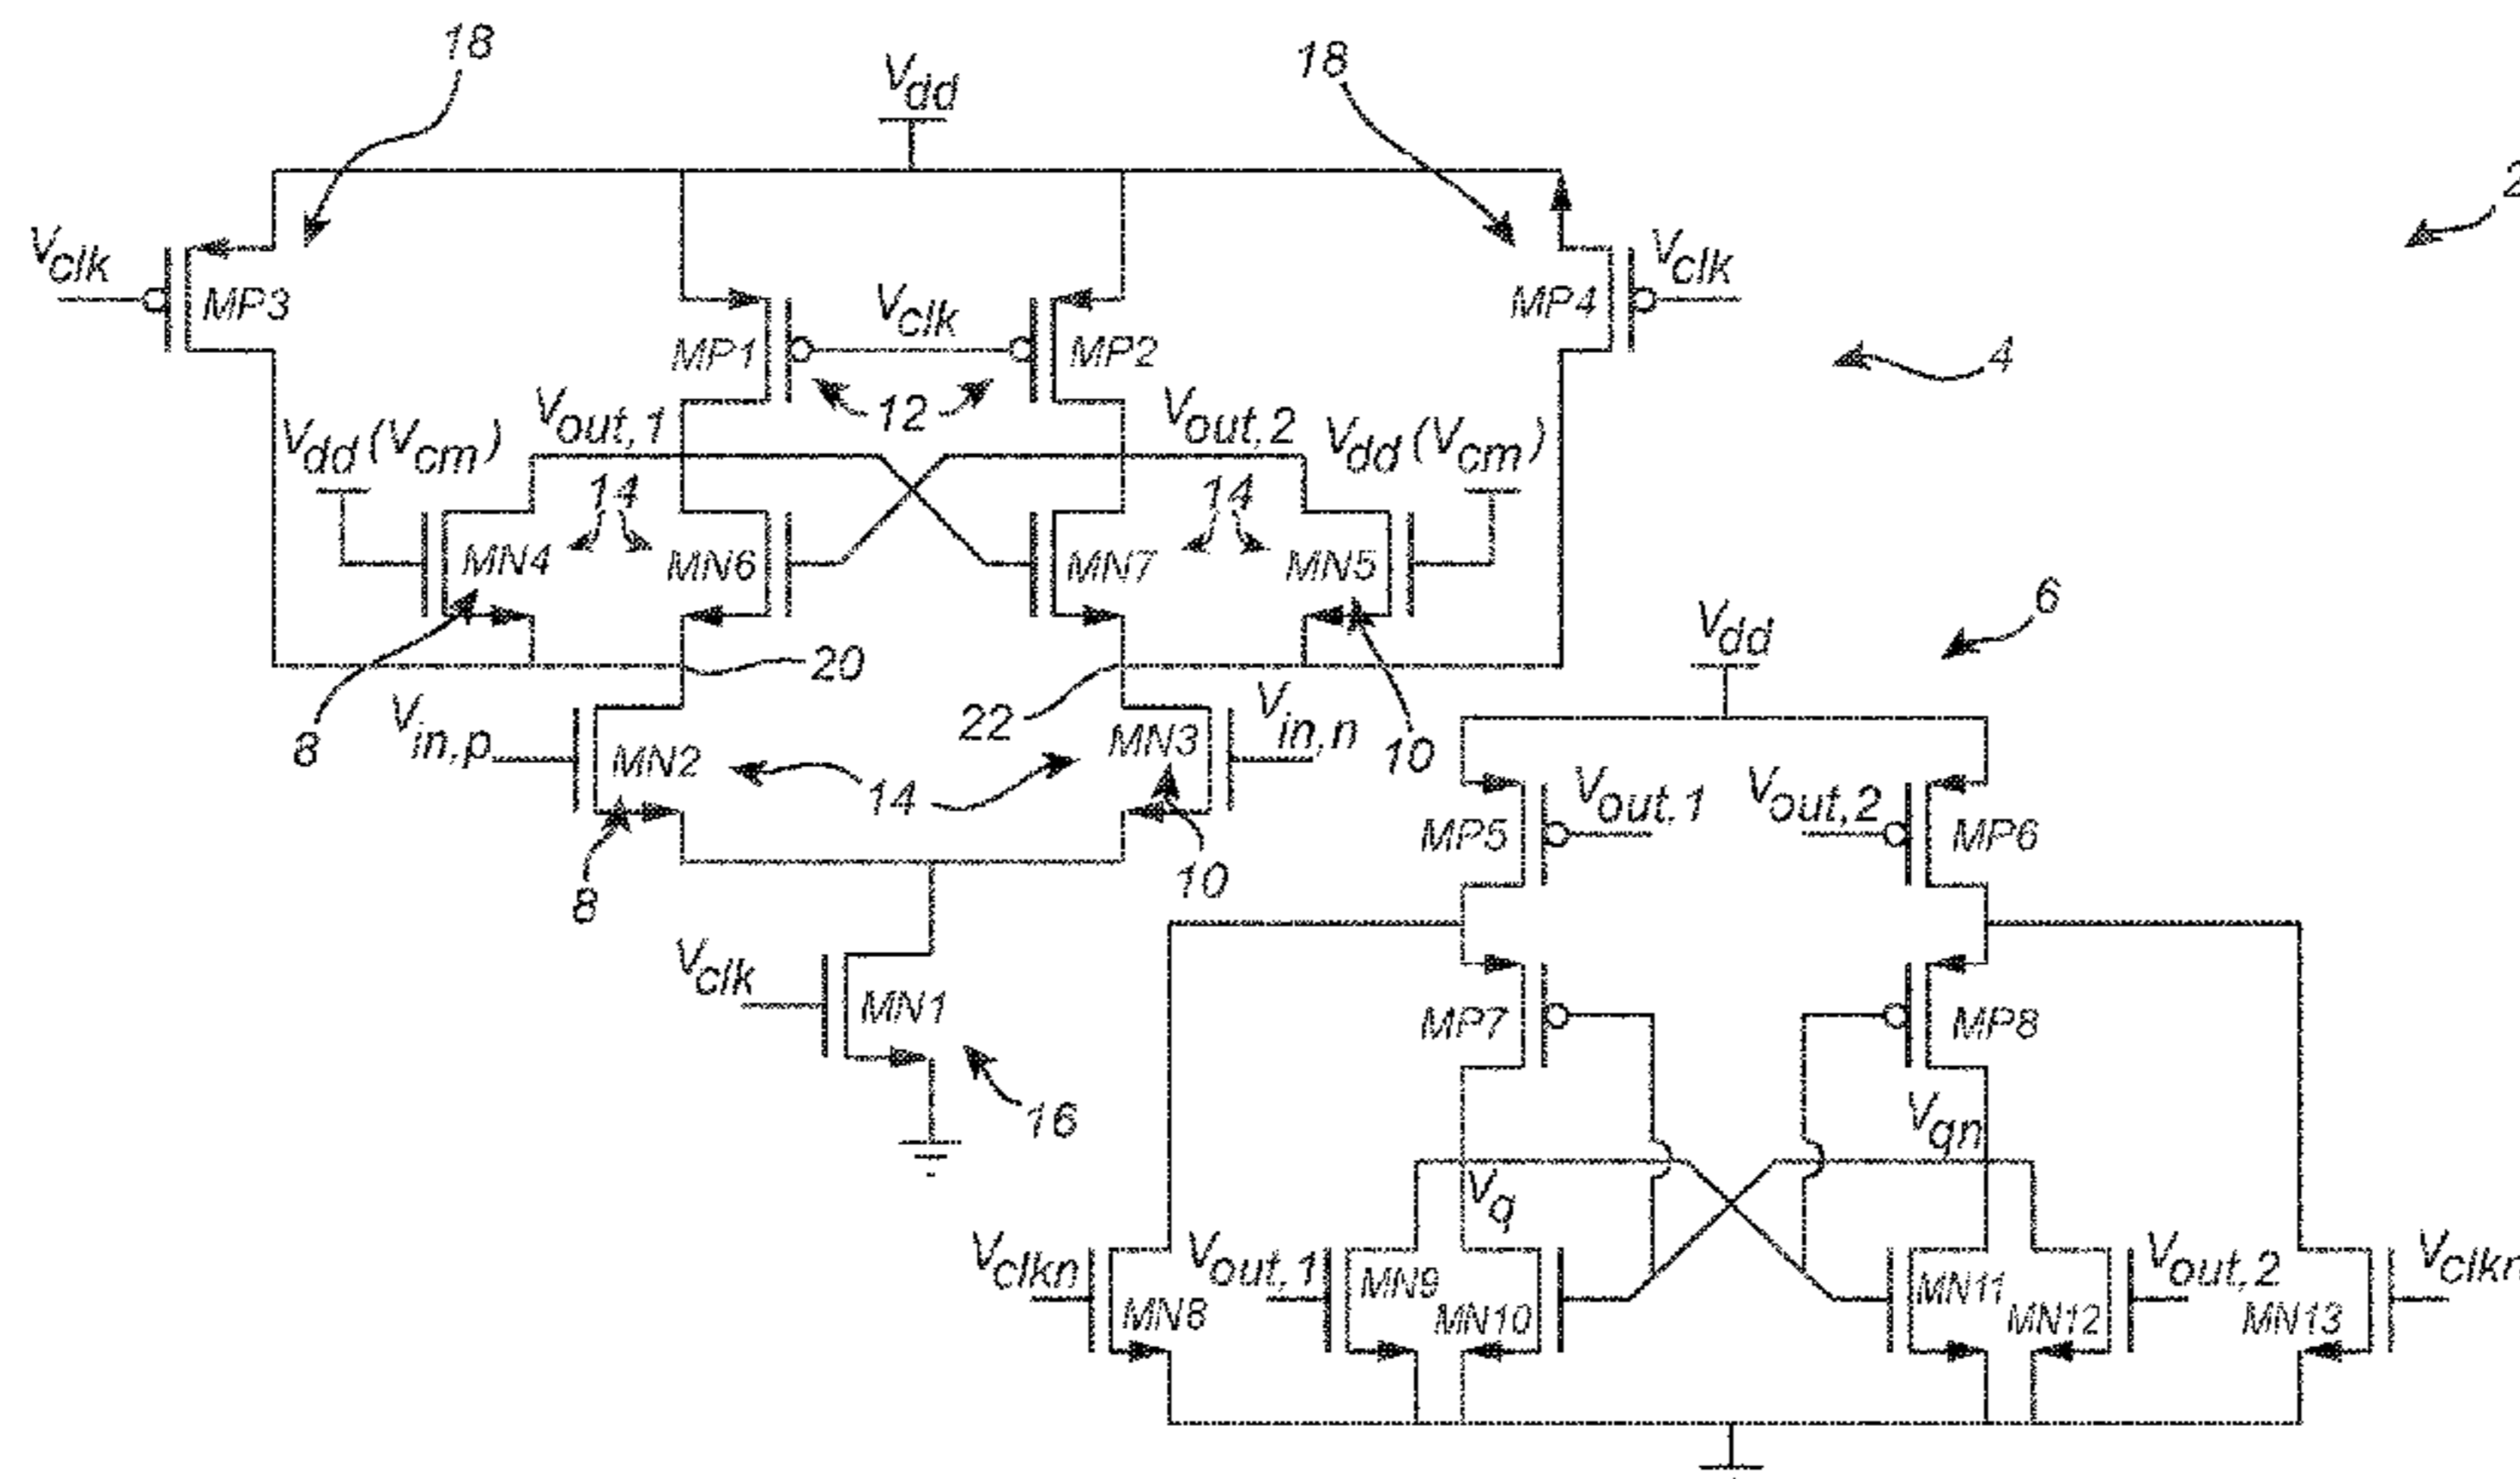 18
18
Vdd
2
Vclk
MP3
MP1
Vclk
MP2
MP4
Vclk
4
12
Vout,1
Vout,2
Vdd(Vcm)
Vdd(Vcm)
14
14
MN4
MN6
MN7
MN5
6
8
20
22
10
Vdd
Vin,p
MN2
14
MN3
Vin,n
8
10
MP5
Vout,1
Vout,2
MP6
Vclk
MN1
16
MP7
MP8
Vqn
Vq
Vclkn
MN8
Vout,1
MN9
MN10
MN11
MN12
Vout,2
MN13
Vclkn